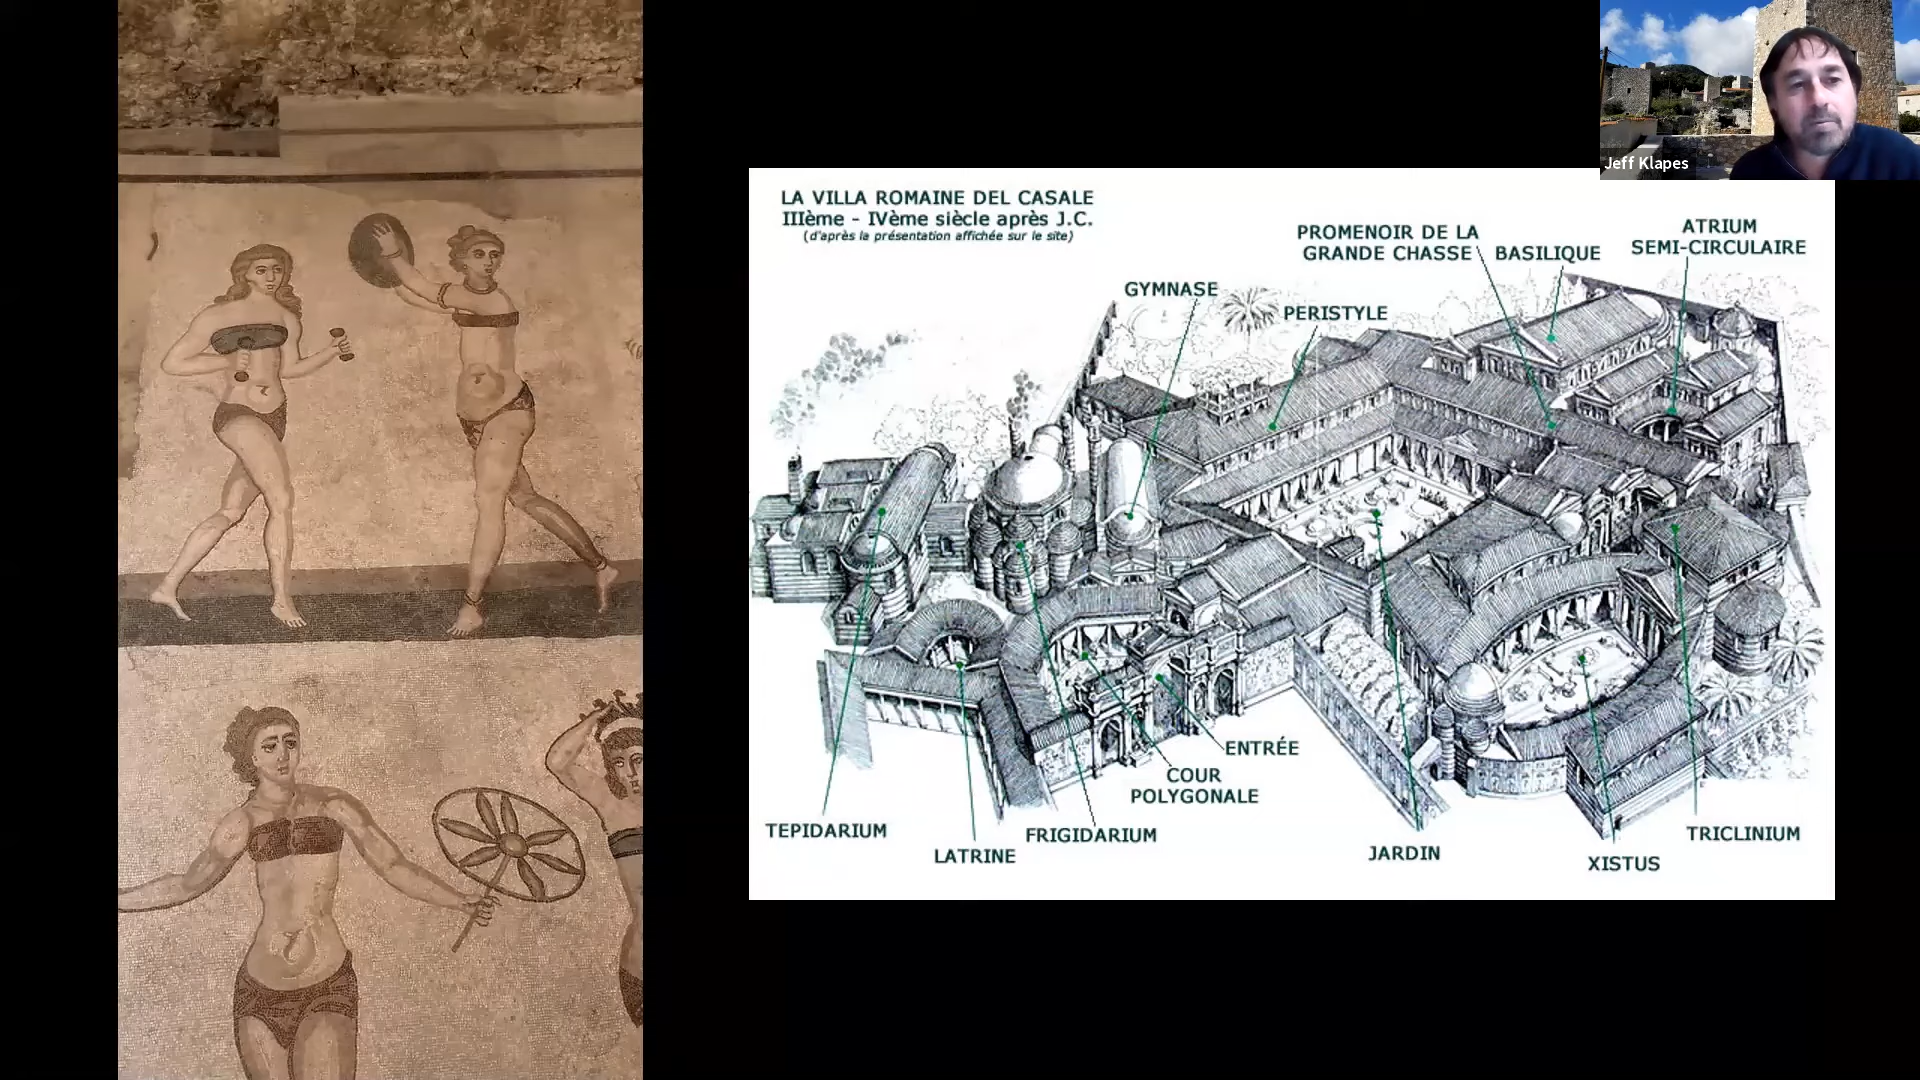 Jeff Klapes
LA VILLA ROMAINE DEL CASALE
IIIème - IVème siècle après J.C.
(d'après la présentation affichée sur le site)
PROMENOIR DE LA
GRANDE CHASSE
BASILIQUE
ATRIUM
SEMI-CIRCULAIRE
GYMNASE
PERISTYLE
ENTRÉE
COUR
POLYGONALE
TEPIDARIUM
LATRINE
FRIGIDARIUM
JARDIN
XISTUS
TRICLINIUM